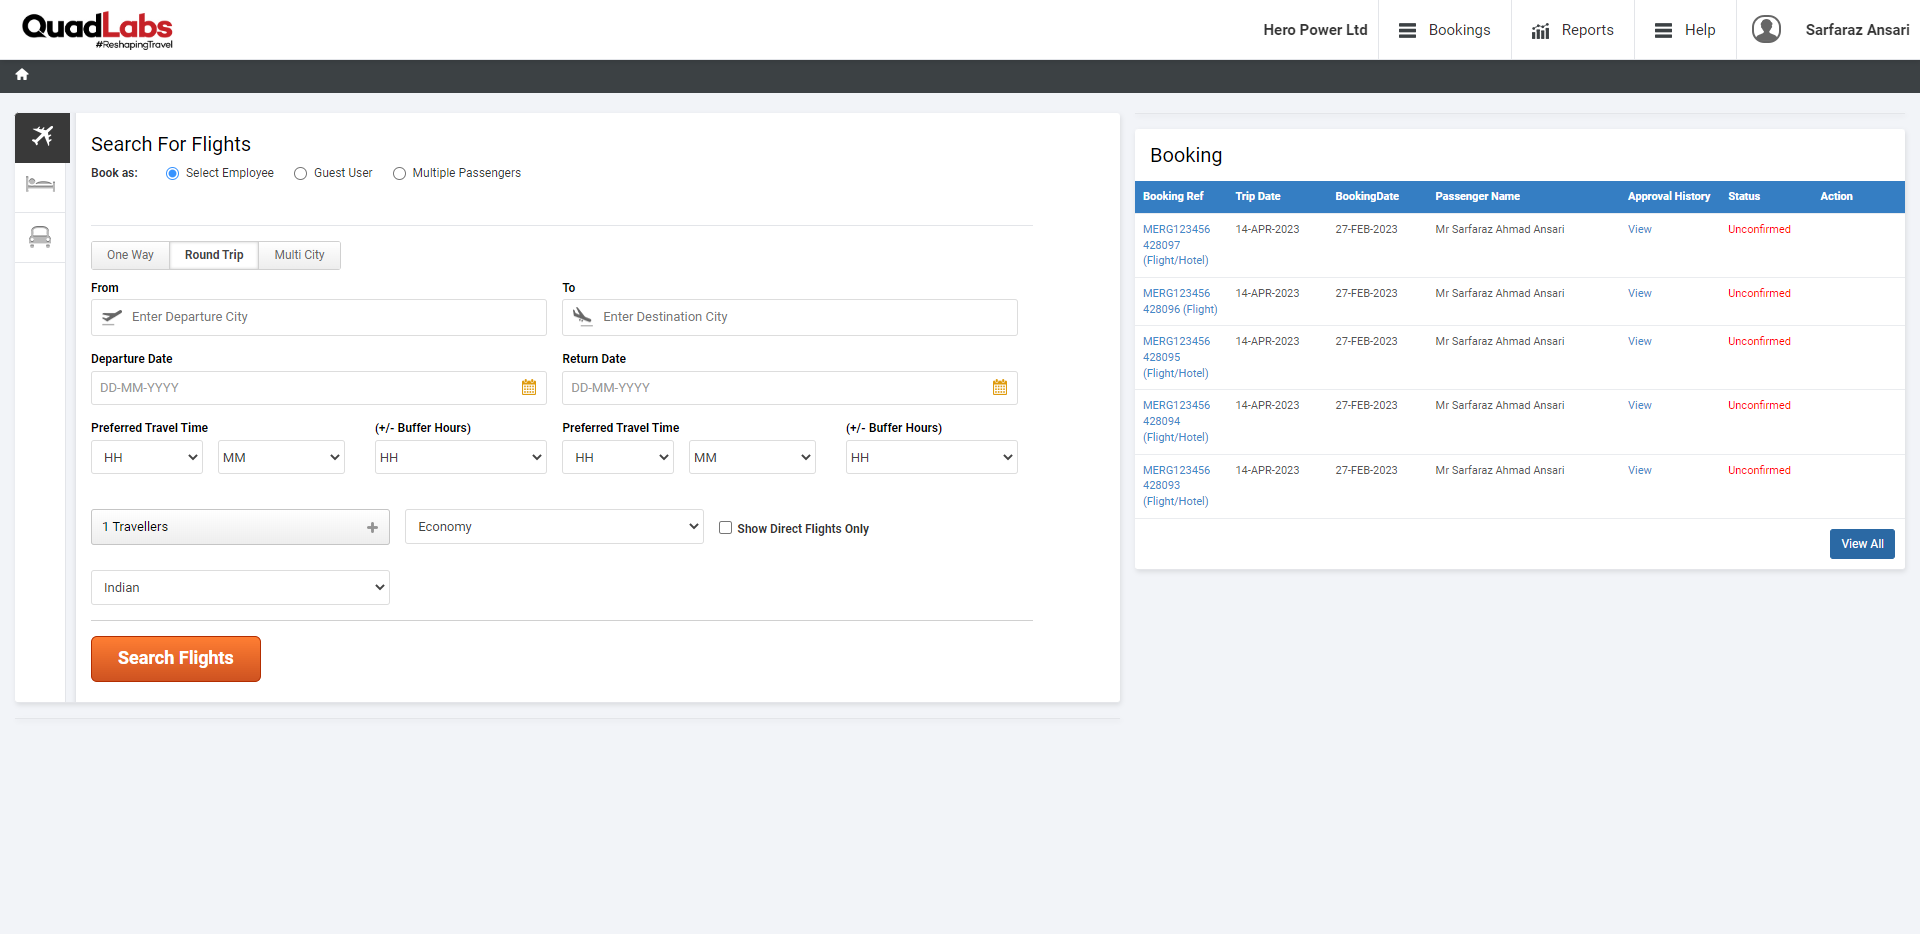 QuadLabs
#ReshapingTravel
Hero Power Ltd
Bookings
Reports
Help
Sarfaraz Ansari
Search For Flights
Book as:
Select Employee
Guest User
Multiple Passengers
One Way
Round Trip
Multi City
From
To
Enter Departure City
Enter Destination City
Departure Date
Return Date
DD-MM-YYYY
DD-MM-YYYY
Preferred Travel Time
(+/- Buffer Hours)
Preferred Travel Time
(+/- Buffer Hours)
HH
MM
HH
HH
MM
HH
1 Travellers
Economy
Show Direct Flights Only
Indian
Search Flights
Booking
Booking Ref Trip Date BookingDate Passenger Name Approval History Status Action
MERG123456 14-APR-2023 27-FEB-2023 Mr Sarfaraz Ahmad Ansari View Unconfirmed
428097
(Flight/Hotel)
MERG123456 14-APR-2023 27-FEB-2023 Mr Sarfaraz Ahmad Ansari View Unconfirmed
428096 (Flight)
MERG123456 14-APR-2023 27-FEB-2023 Mr Sarfaraz Ahmad Ansari View Unconfirmed
428095
(Flight/Hotel)
MERG123456 14-APR-2023 27-FEB-2023 Mr Sarfaraz Ahmad Ansari View Unconfirmed
428094
(Flight/Hotel)
MERG123456 14-APR-2023 27-FEB-2023 Mr Sarfaraz Ahmad Ansari View Unconfirmed
428093
(Flight/Hotel)
View All